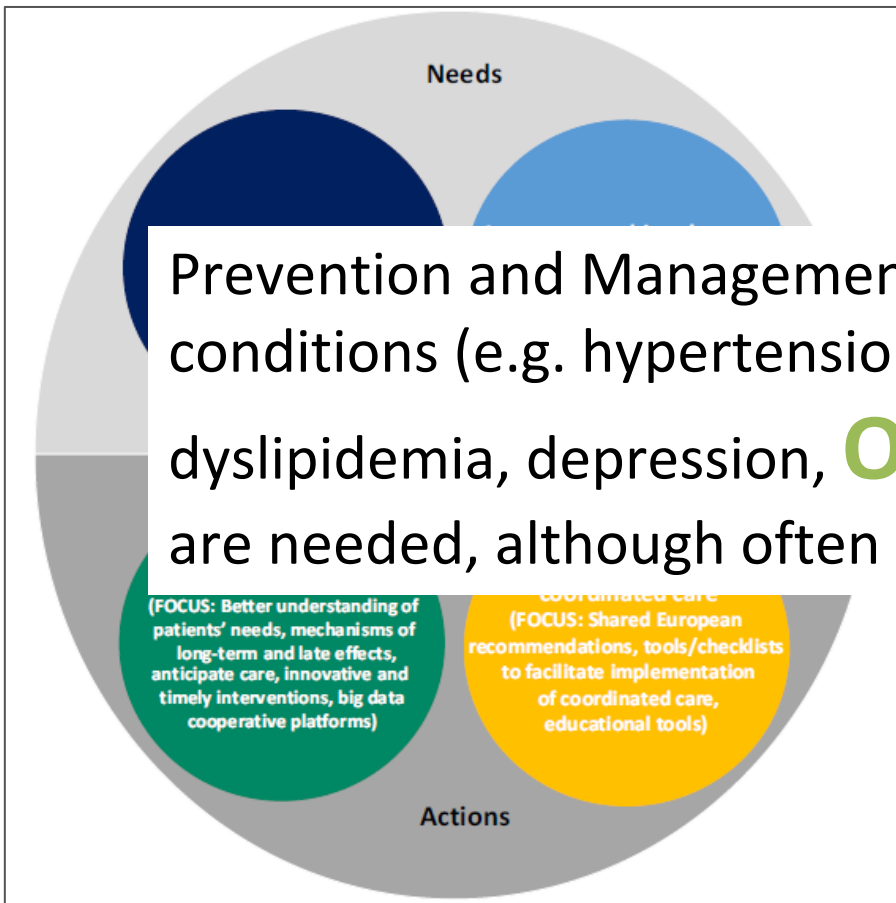 Needs
Prevention and Managemen
conditions (e.g. hypertensio
dyslipidemia, depression, O
are needed, although often
coordinated care
(FOCUS: Better understanding of
patients’ needs, mechanisms of
long-term and late effects,
anticipate care, innovative and
timely interventions, big data
cooperative platforms)
(FOCUS: Shared European
recommendations, tools/checklists
to facilitate implementation
of coordinated care,
educational tools)
Actions